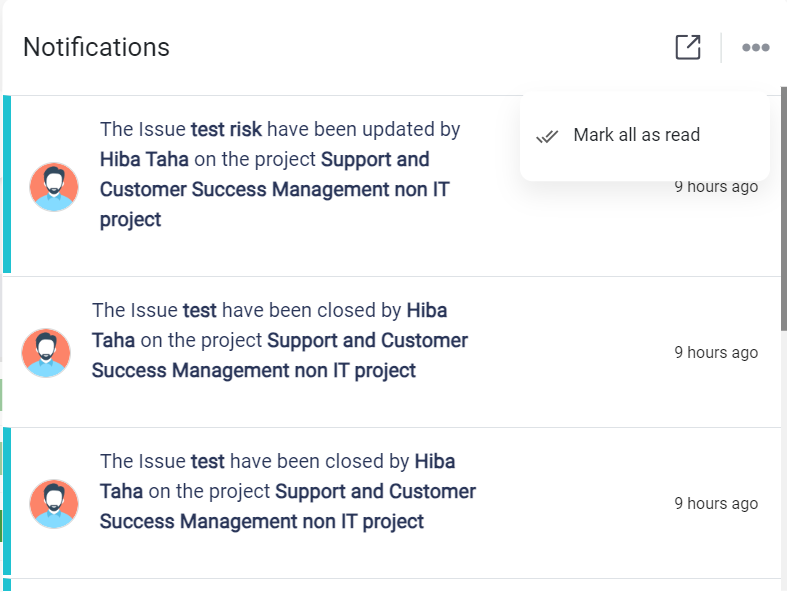 Notifications
Mark all as read
The Issue test risk have been updated by
Hiba Taha on the project Support and
Customer Success Management non IT
project
9 hours ago
The Issue test have been closed by Hiba
Taha on the project Support and Customer
Success Management non IT project
9 hours ago
The Issue test have been closed by Hiba
Taha on the project Support and Customer
Success Management non IT project
9 hours ago